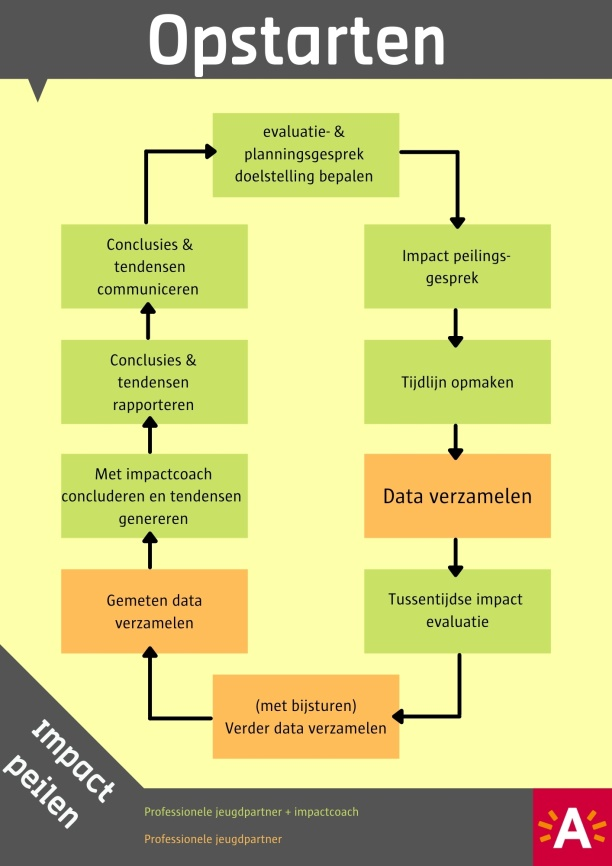 Opstarten
evaluatie- &
planningsgesprek
doelstelling bepalen
Impact peilings-
gesprek
Tijdlijn opmaken
Data verzamelen
Tussentijdse impact
evaluatie
(met bijsturen)
Verder data verzamelen
Gemeten data
verzamelen
Met impactcoach
concluderen en tendensen
genereren
Conclusies &
tendensen
rapporteren
Conclusies &
tendensen
communiceren
Impact
peilen
Professionele jeugdpartner + impactcoach
Professionele jeugdpartner
A